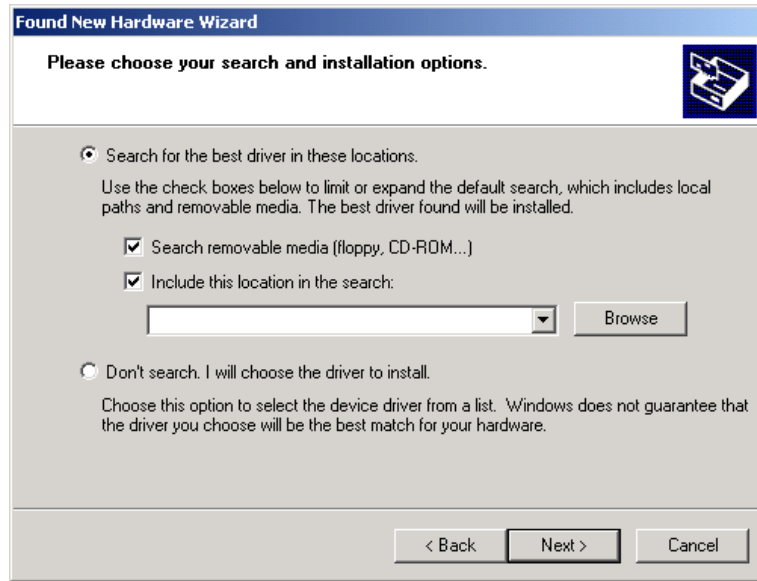 Found New Hardware Wizard
Please choose your search and installation options.
Search for the best driver in these locations.
Use the check boxes below to limit or expand the default search, which includes local
paths and removable media. The best driver found will be installed.
Search removable media (floppy, CD-ROM...)
Include this location in the search:
Browse
Don't search. I will choose the driver to install.
Choose this option to select the device driver from a list. Windows does not guarantee that
the driver you choose will be the best match for your hardware.
< Back Next > Cancel